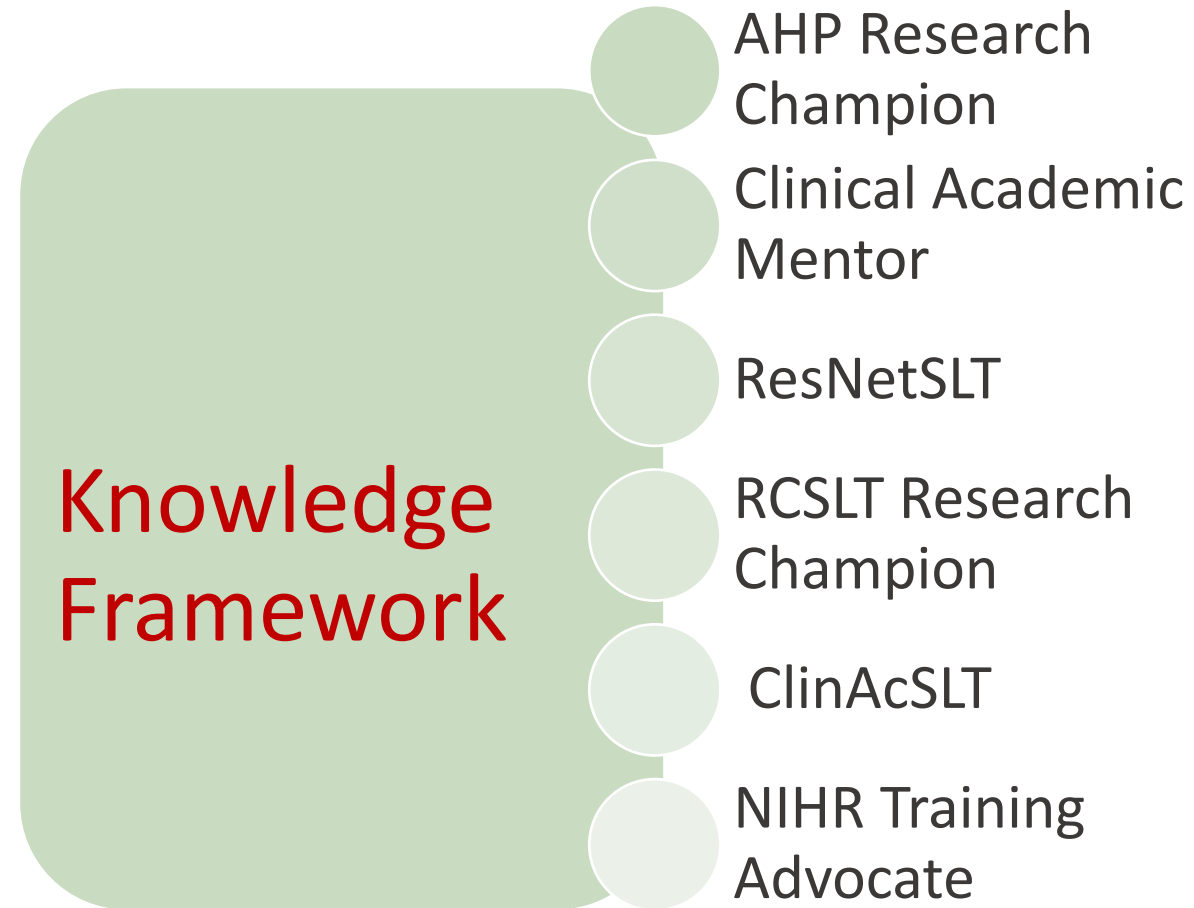 Knowledge
Framework
AHP Research
Champion
Clinical Academic
Mentor
ResNetSLT
RCSLT Research
Champion
ClinAcSLT
NIHR Training
Advocate